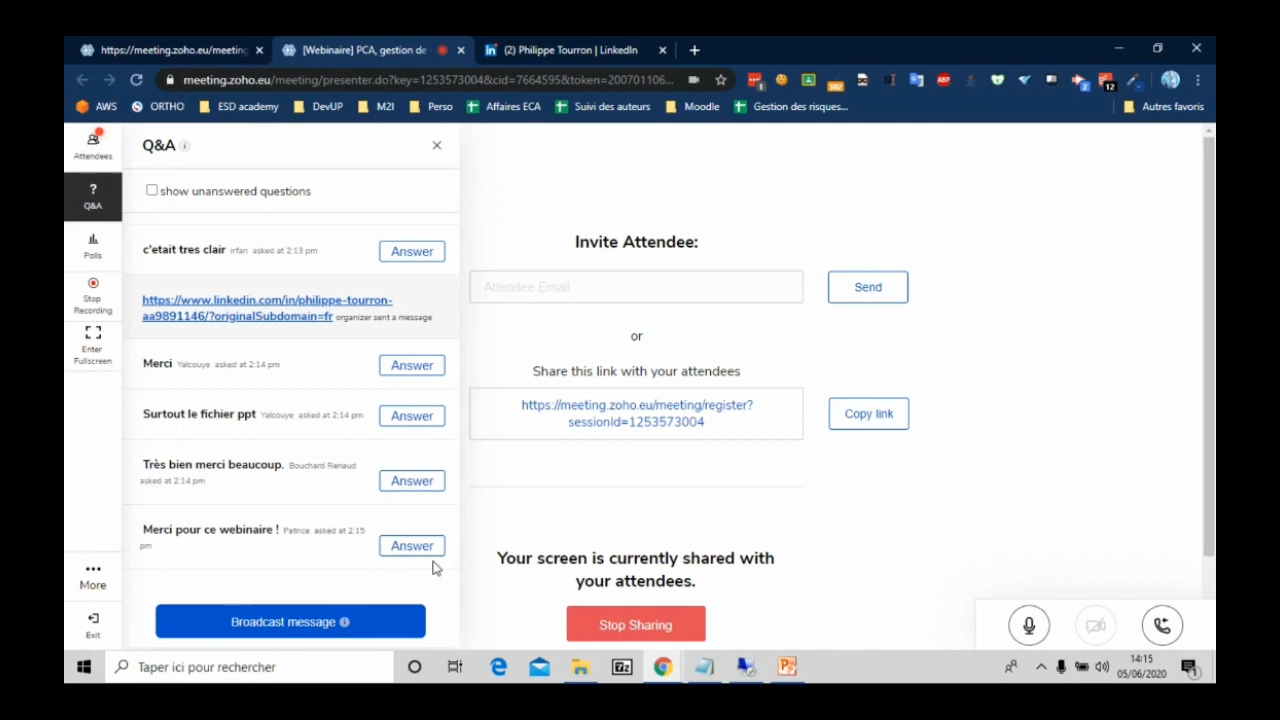 https://meeting.zoho.eu/meeting
[Webinaire] PCA, gestion de
(2) Philippe Tourron | LinkedIn
meeting.zoho.eu/meeting/presenter.do?key=1253573004&cid=7664595&token=200701106...
AWS
ORTHO
ESD academy
DevUP
M2I
Perso
Affaires ECA
Suivi des auteurs
Moodle
Gestion des risques...
Autres favoris
Attendees
Q&A
Polls
Stop
Recording
Enter
Fullscreen
More
Exit
Q&A
show unanswered questions
c'etait tres clair irfan asked at 2:13 pm
Answer
https://www.linkedin.com/in/philippe-tourron-
aa9891146/?originalSubdomain=fr organizer sent a message
Merci Yalcouye asked at 2:14 pm
Answer
Surtout le fichier ppt Yalcouye asked at 2:14 pm
Answer
Très bien merci beaucoup. Bouchard Renaud
asked at 2:14 pm
Answer
Merci pour ce webinaire ! Patrice asked at 2:15
pm
Answer
Broadcast message
Invite Attendee:
Attendee Email
Send
or
Share this link with your attendees
https://meeting.zoho.eu/meeting/register?
sessionId=1253573004
Copy link
Your screen is currently shared with
your attendees.
Stop Sharing
Taper ici pour rechercher
14:15
05/06/2020